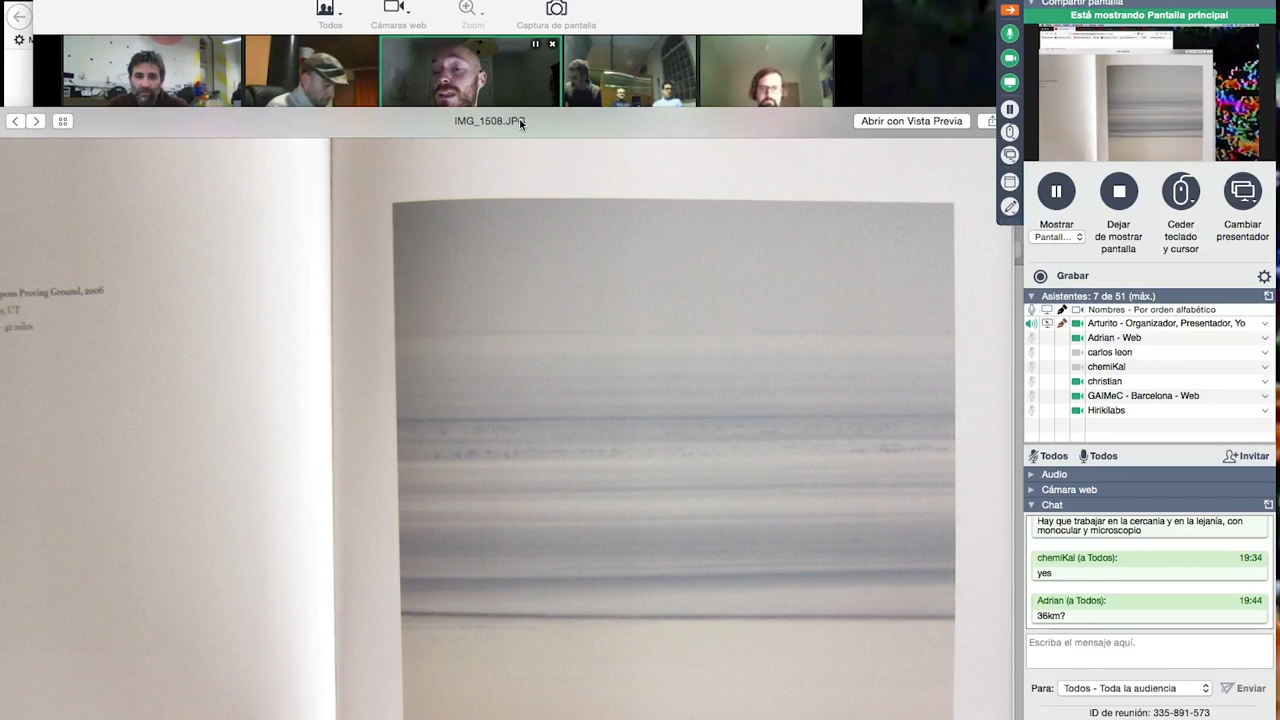 Todos
Cámaras web
Zoom
Captura de pantalla
IMG_1508.JPG
Abrir con Vista Previa
pons Proving Ground, 2006
s, UT
42 miles
Compartir pantalla
Está mostrando Pantalla principal
Mostrar
Pantall...
Dejar
de mostrar
pantalla
Ceder
teclado
y cursor
Cambiar
presentador
Grabar
Asistentes: 7 de 51 (máx.)
Nombres - Por orden alfabético
Arturito - Organizador, Presentador, Yo
Adrian - Web
carlos leon
chemiKal
christian
GAIMeC - Barcelona - Web
Hirikilabs
Todos
Todos
Invitar
Audio
Cámara web
Chat
Hay que trabajar en la cercania y en la lejanía, con
monocular y microscopio
chemiKal (a Todos): 19:34
yes
Adrian (a Todos): 19:44
36km?
Escriba el mensaje aquí.
Para: Todos - Toda la audiencia
Enviar
ID de reunión: 335-891-573